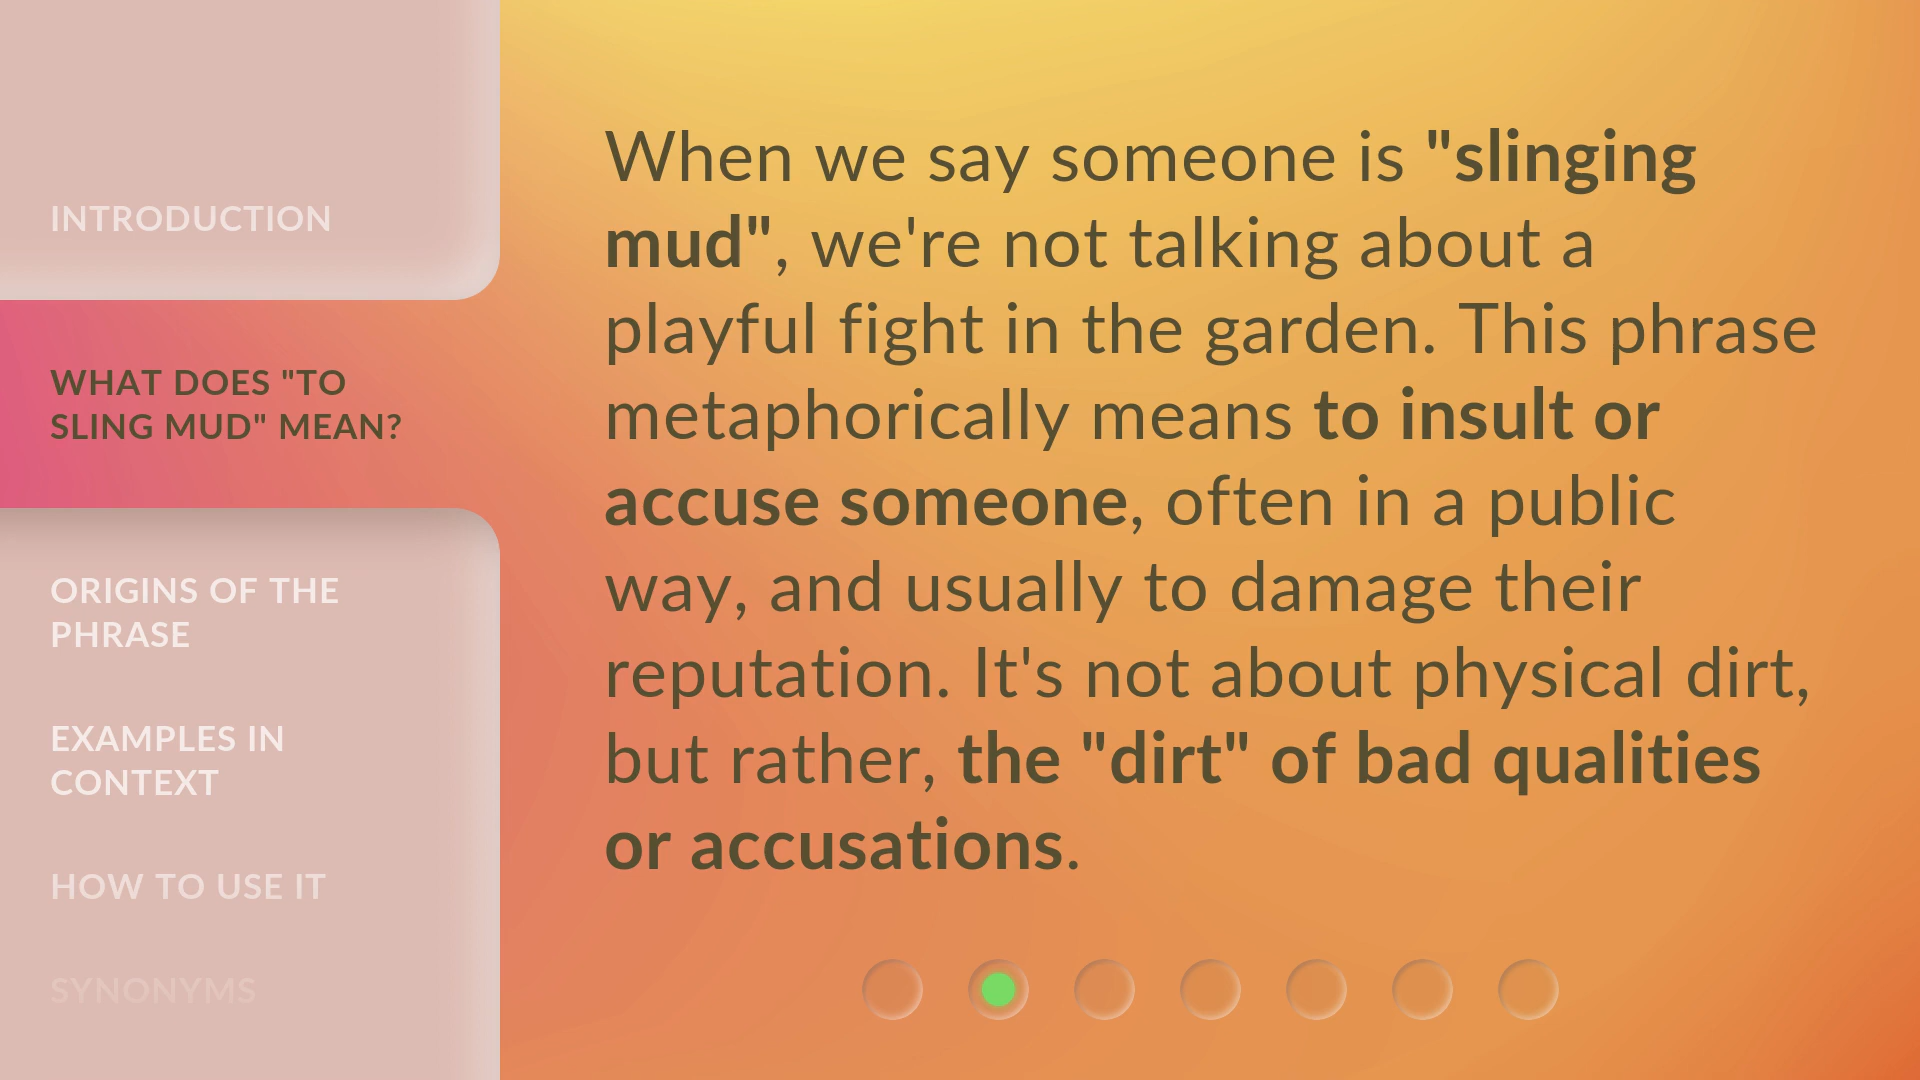 INTRODUCTION
WHAT DOES "TO
SLING MUD" MEAN?
ORIGINS OF THE
PHRASE
EXAMPLES IN
CONTEXT
HOW TO USE IT
SYNONYMS
When we say someone is "slinging
mud", we're not talking about a
playful fight in the garden. This phrase
metaphorically means to insult or
accuse someone, often in a public
way, and usually to damage their
reputation. It's not about physical dirt,
but rather, the "dirt" of bad qualities
or accusations.